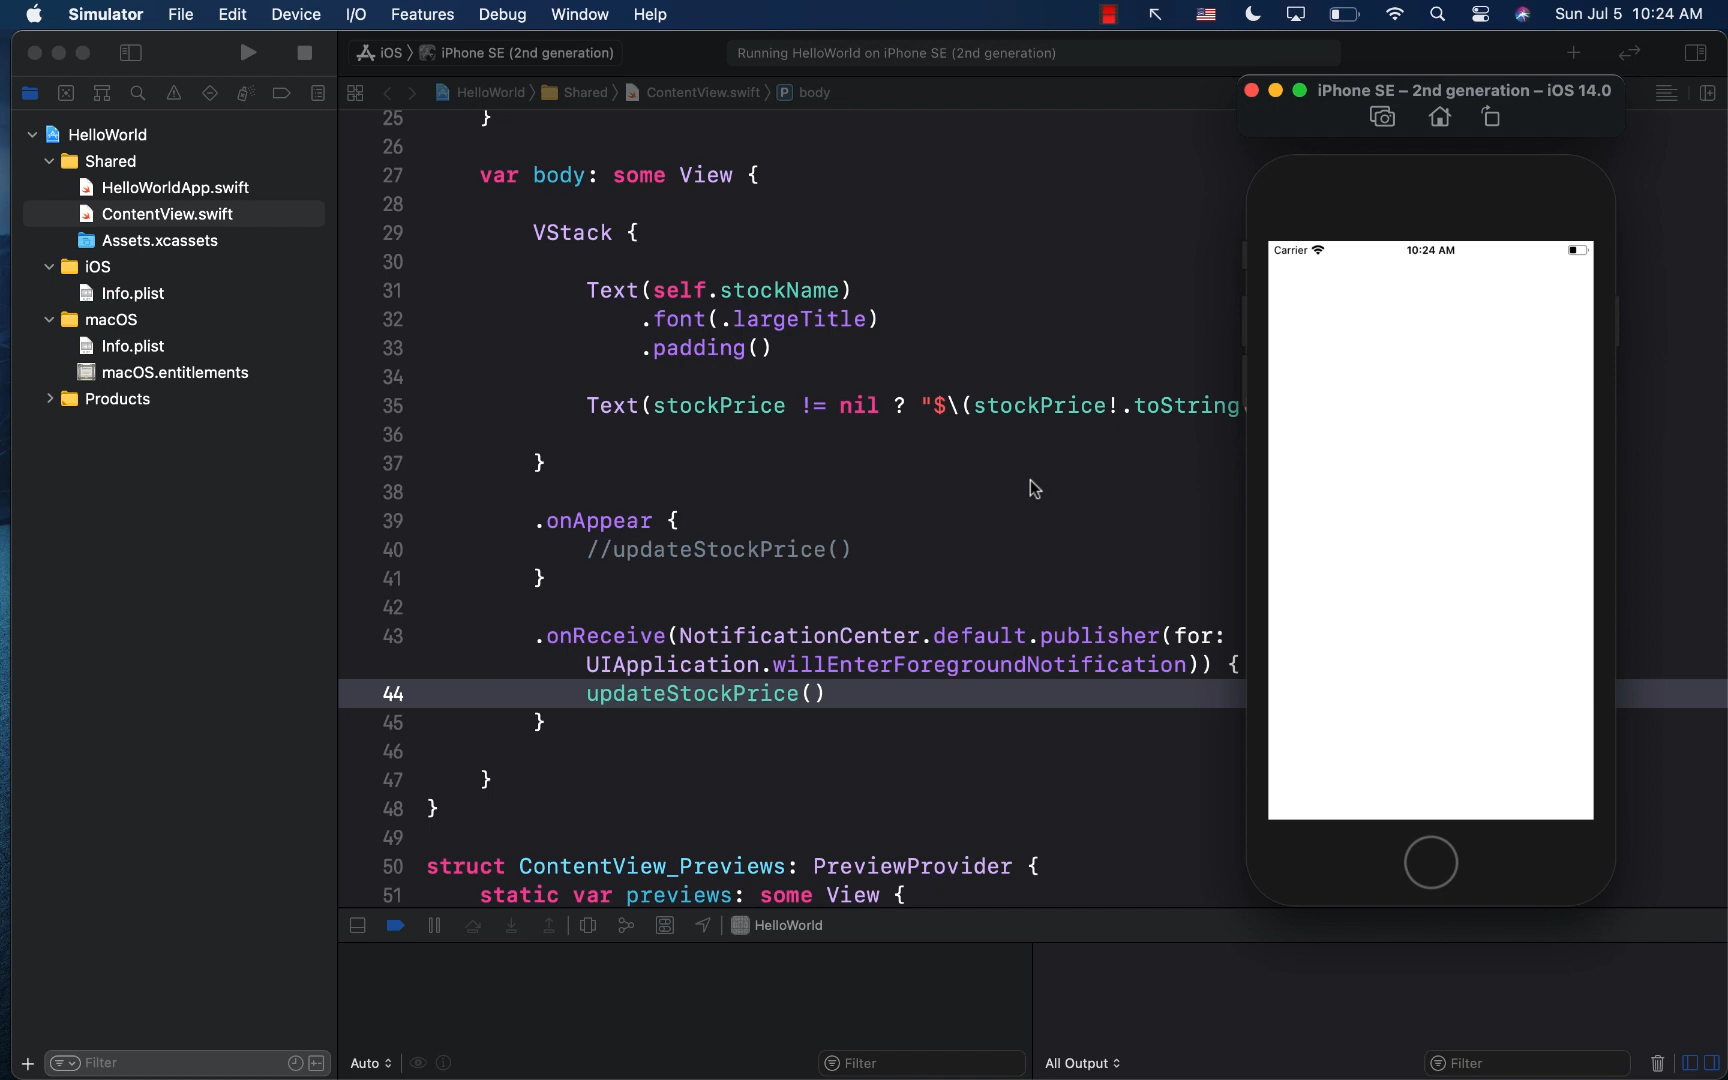 Simulator File Edit Device I/O Features Debug Window Help Sun Jul 5 10:24 AM
iOS iPhone SE (2nd generation) Running HelloWorld on iPhone SE (2nd generation)
HelloWorld Shared ContentView.swift P body
iPhone SE – 2nd generation – iOS 14.0
HelloWorld
Shared
HelloWorldApp.swift
ContentView.swift
Assets.xcassets
iOS
Info.plist
macOS
Info.plist
macOS.entitlements
Products
25 }
26
27 var body: some View {
28
29 VStack {
30
31 Text(self.stockName)
32 .font(.largeTitle)
33 .padding()
34
35 Text(stockPrice != nil ? "$\(stockPrice!.toString
36
37 }
38
39 .onAppear {
40 //updateStockPrice()
41 }
42
43 .onReceive(NotificationCenter.default.publisher(for:
UIApplication.willEnterForegroundNotification)) {
44 updateStockPrice()
45 }
46
47 }
48 }
49
50 struct ContentView_Previews: PreviewProvider {
51 static var previews: some View {
Carrier 10:24 AM
HelloWorld
Filter
Auto
Filter
All Output
Filter